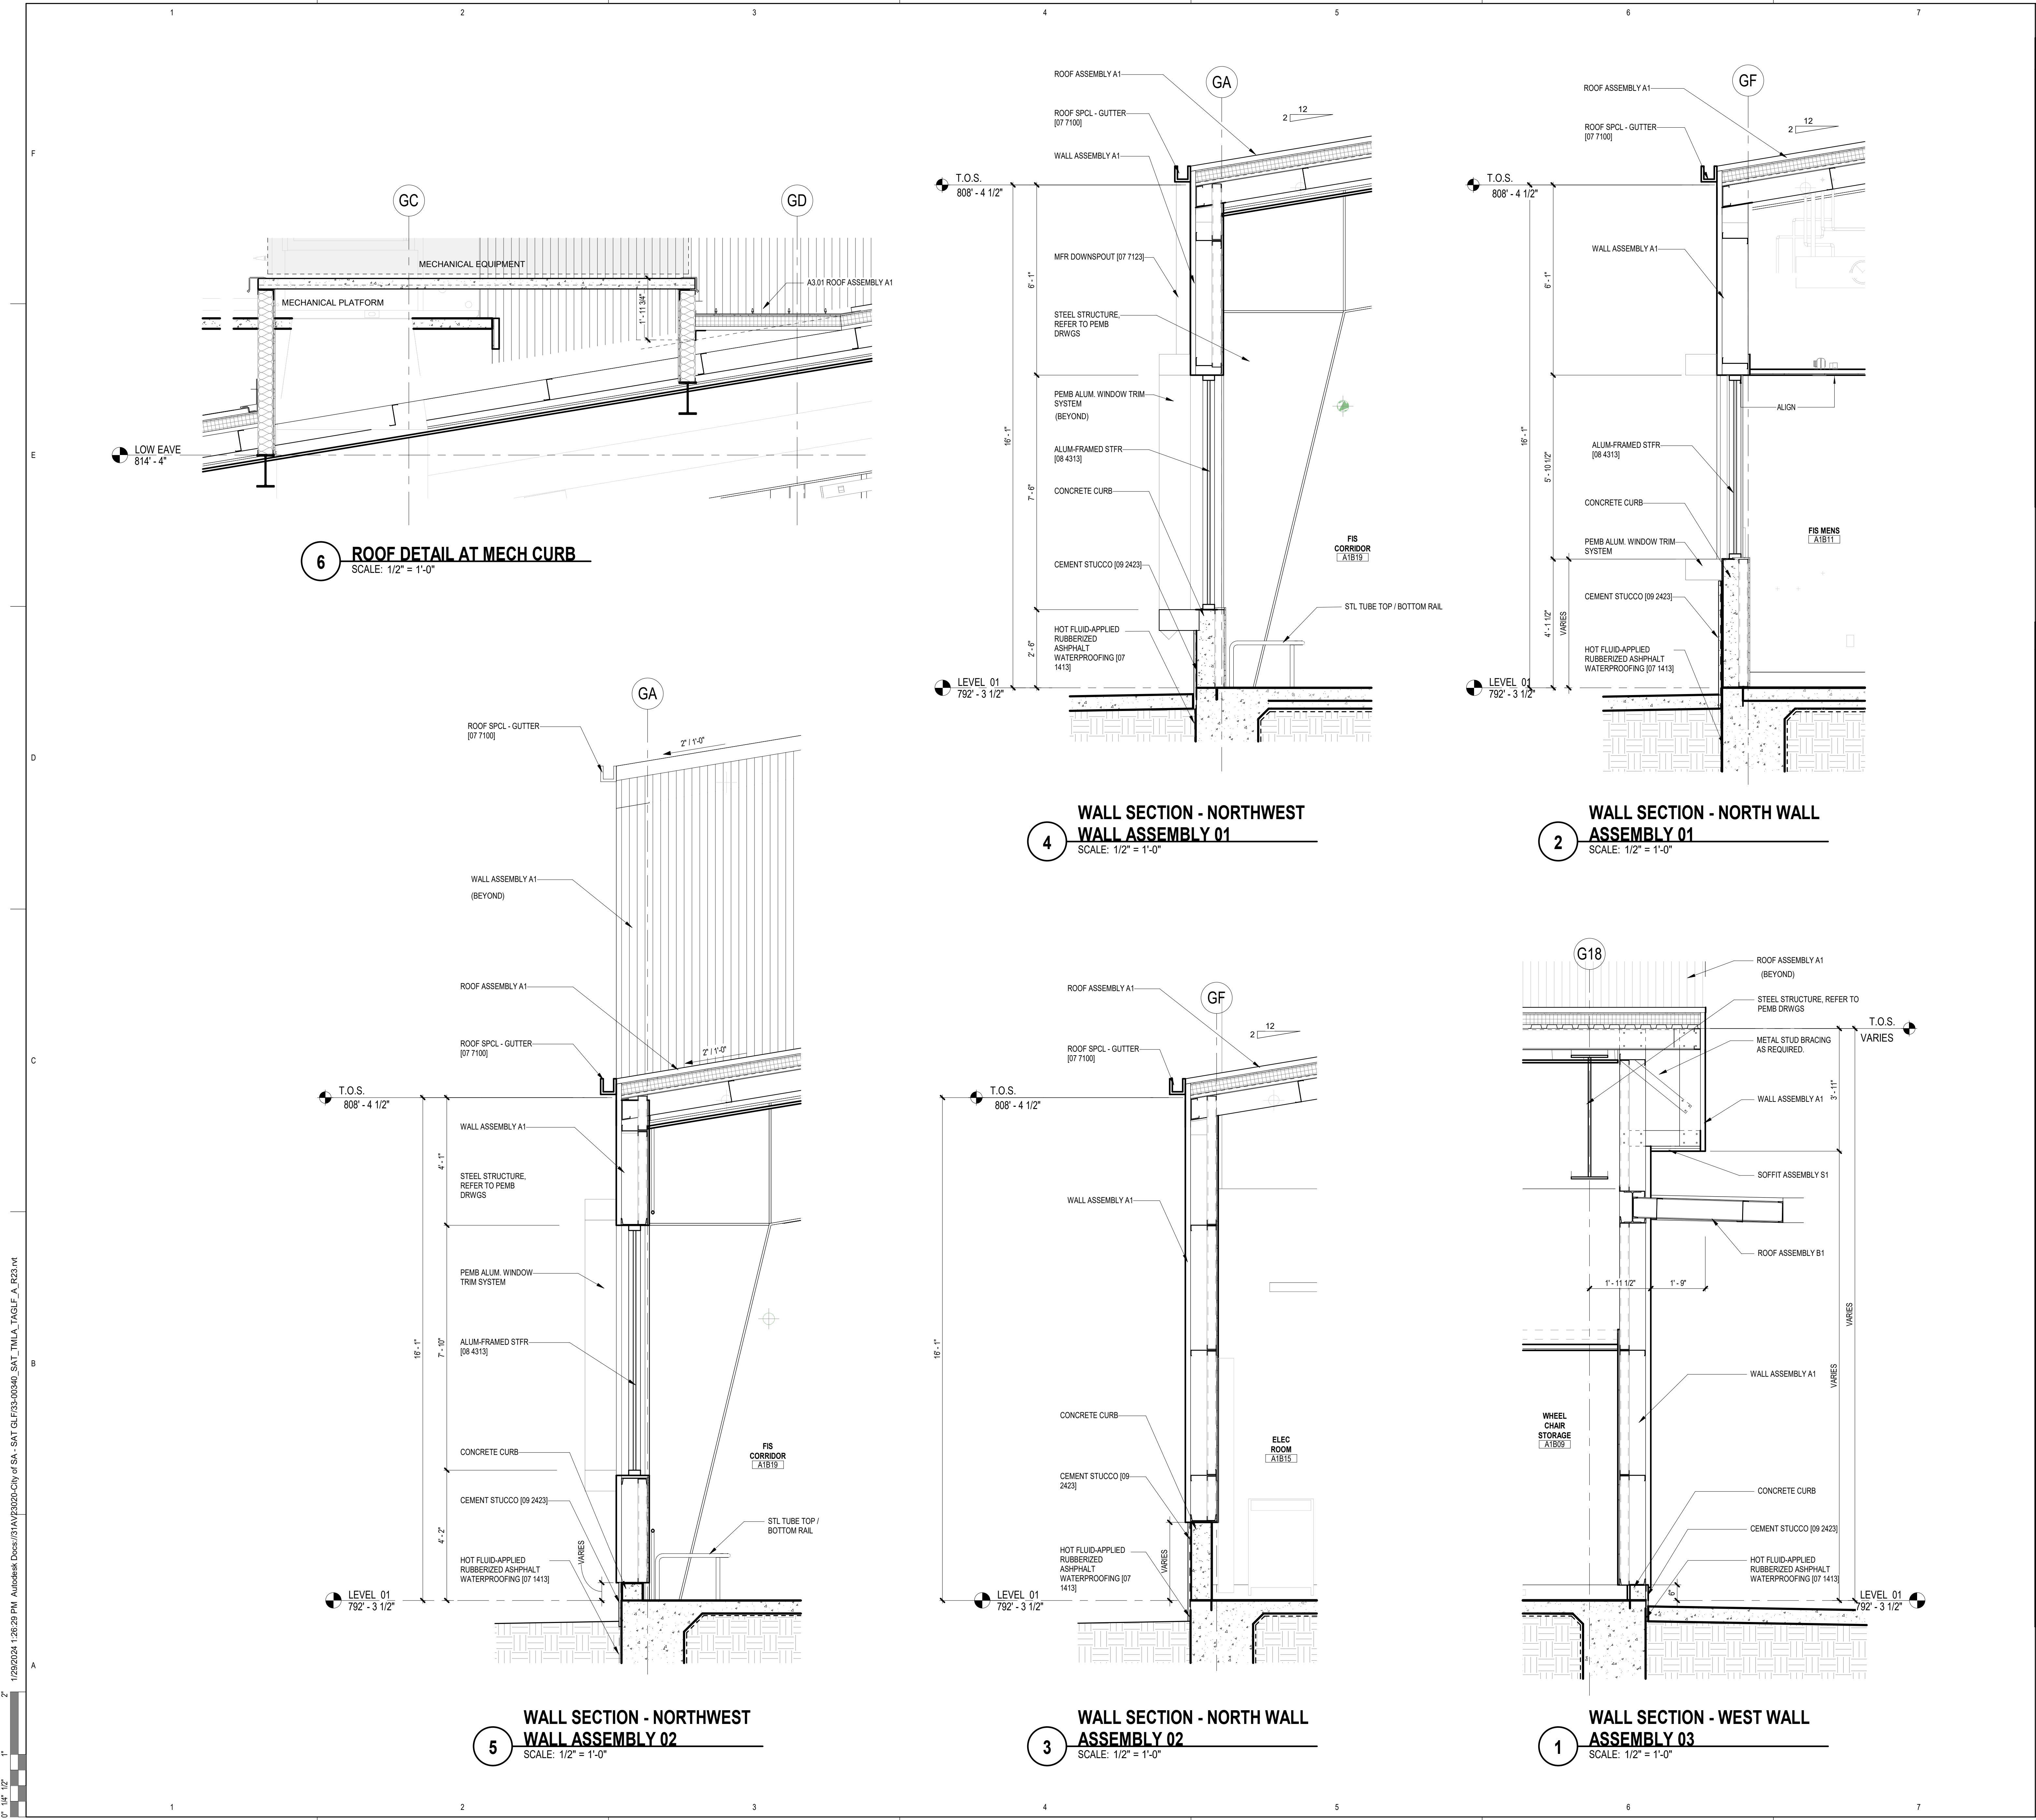 1
2
3
4
5
6
7
F
E
D
C
B
A
GC
GD
MECHANICAL EQUIPMENT
MECHANICAL PLATFORM
A3.01 ROOF ASSEMBLY A1
1' - 11 3/4"
LOW EAVE
814' - 4"
6
ROOF DETAIL AT MECH CURB
SCALE: 1/2" = 1'-0"
GA
12
2
ROOF ASSEMBLY A1
ROOF SPCL - GUTTER
[07 7100]
WALL ASSEMBLY A1
T.O.S.
808' - 4 1/2"
MFR DOWNSPOUT [07 7123]
STEEL STRUCTURE,
REFER TO PEMB
DRWGS
PEMB ALUM. WINDOW TRIM
SYSTEM
(BEYOND)
ALUM-FRAMED STFR
[08 4313]
CONCRETE CURB
CEMENT STUCCO [09 2423]
HOT FLUID-APPLIED
RUBBERIZED
ASHPHALT
WATERPROOFING [07
1413]
6' - 1"
16' - 1"
7' - 6"
2' - 6"
FIS
CORRIDOR
A1B19
STL TUBE TOP / BOTTOM RAIL
LEVEL 01
792' - 3 1/2"
4
WALL SECTION - NORTHWEST
WALL ASSEMBLY 01
SCALE: 1/2" = 1'-0"
GF
12
2
ROOF ASSEMBLY A1
ROOF SPCL - GUTTER
[07 7100]
T.O.S.
808' - 4 1/2"
WALL ASSEMBLY A1
ALIGN
ALUM-FRAMED STFR
[08 4313]
CONCRETE CURB
PEMB ALUM. WINDOW TRIM
SYSTEM
CEMENT STUCCO [09 2423]
HOT FLUID-APPLIED
RUBBERIZED ASHPHALT
WATERPROOFING [07 1413]
6' - 1"
16' - 1"
5' - 10 1/2"
4' - 1 1/2"
VARIES
FIS MENS
A1B11
LEVEL 01
792' - 3 1/2"
2
WALL SECTION - NORTH WALL
ASSEMBLY 01
SCALE: 1/2" = 1'-0"
GA
ROOF SPCL - GUTTER
[07 7100]
2" / 1'-0"
WALL ASSEMBLY A1
(BEYOND)
ROOF ASSEMBLY A1
ROOF SPCL - GUTTER
[07 7100]
2" / 1'-0"
T.O.S.
808' - 4 1/2"
WALL ASSEMBLY A1
STEEL STRUCTURE,
REFER TO PEMB
DRWGS
PEMB ALUM. WINDOW
TRIM SYSTEM
ALUM-FRAMED STFR
[08 4313]
CONCRETE CURB
CEMENT STUCCO [09 2423]
HOT FLUID-APPLIED
RUBBERIZED ASHPHALT
WATERPROOFING [07 1413]
4' - 1"
16' - 1"
7' - 10"
4' - 2"
VARIES
FIS
CORRIDOR
A1B19
STL TUBE TOP /
BOTTOM RAIL
LEVEL 01
792' - 3 1/2"
5
WALL SECTION - NORTHWEST
WALL ASSEMBLY 02
SCALE: 1/2" = 1'-0"
GF
12
2
ROOF ASSEMBLY A1
ROOF SPCL - GUTTER
[07 7100]
T.O.S.
808' - 4 1/2"
WALL ASSEMBLY A1
16' - 1"
CONCRETE CURB
CEMENT STUCCO [09
2423]
HOT FLUID-APPLIED
RUBBERIZED
ASHPHALT
WATERPROOFING [07
1413]
VARIES
ELEC
ROOM
A1B15
LEVEL 01
792' - 3 1/2"
3
WALL SECTION - NORTH WALL
ASSEMBLY 02
SCALE: 1/2" = 1'-0"
G18
ROOF ASSEMBLY A1
(BEYOND)
STEEL STRUCTURE, REFER TO
PEMB DRWGS
T.O.S.
VARIES
METAL STUD BRACING
AS REQUIRED.
3' - 11"
WALL ASSEMBLY A1
SOFFIT ASSEMBLY S1
ROOF ASSEMBLY B1
1' - 11 1/2"
1' - 9"
VARIES
VARIES
WALL ASSEMBLY A1
WHEEL
CHAIR
STORAGE
A1B09
CONCRETE CURB
CEMENT STUCCO [09 2423]
HOT FLUID-APPLIED
RUBBERIZED ASHPHALT
WATERPROOFING [07 1413]
6"
LEVEL 01
792' - 3 1/2"
1
WALL SECTION - WEST WALL
ASSEMBLY 03
SCALE: 1/2" = 1'-0"
1/29/2024 1:26:29 PM Autodesk Docs://31AV23020-City of SA - SAT GLF/33-00340_SAT_TMLA_TAGLF_A_R23.rvt
0" 1/4" 1/2" 1" 2"
1
2
3
4
5
6
7